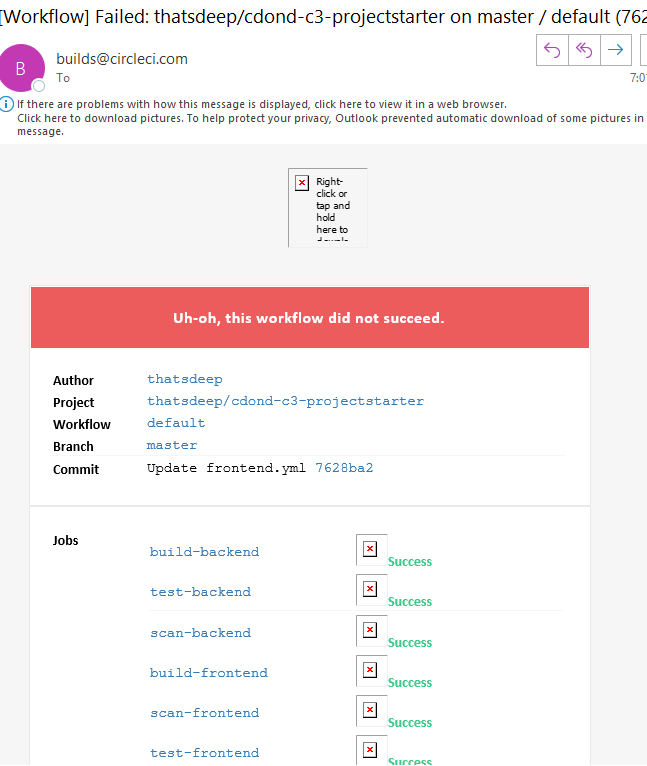 [Workflow] Failed: thatsdeep/cdond-c3-projectstarter on master / default (762
B
builds@circleci.com
To
7:0
If there are problems with how this message is displayed, click here to view it in a web browser.
Click here to download pictures. To help protect your privacy, Outlook prevented automatic download of some pictures in
message.
Right-
click or
tap and
hold
here to
Uh-oh, this workflow did not succeed.
Author thatsdeep
Project thatsdeep/cdond-c3-projectstarter
Workflow default
Branch master
Commit Update frontend.yml 7628ba2
Jobs
build-backend Success
test-backend Success
scan-backend Success
build-frontend Success
scan-frontend Success
test-frontend Success